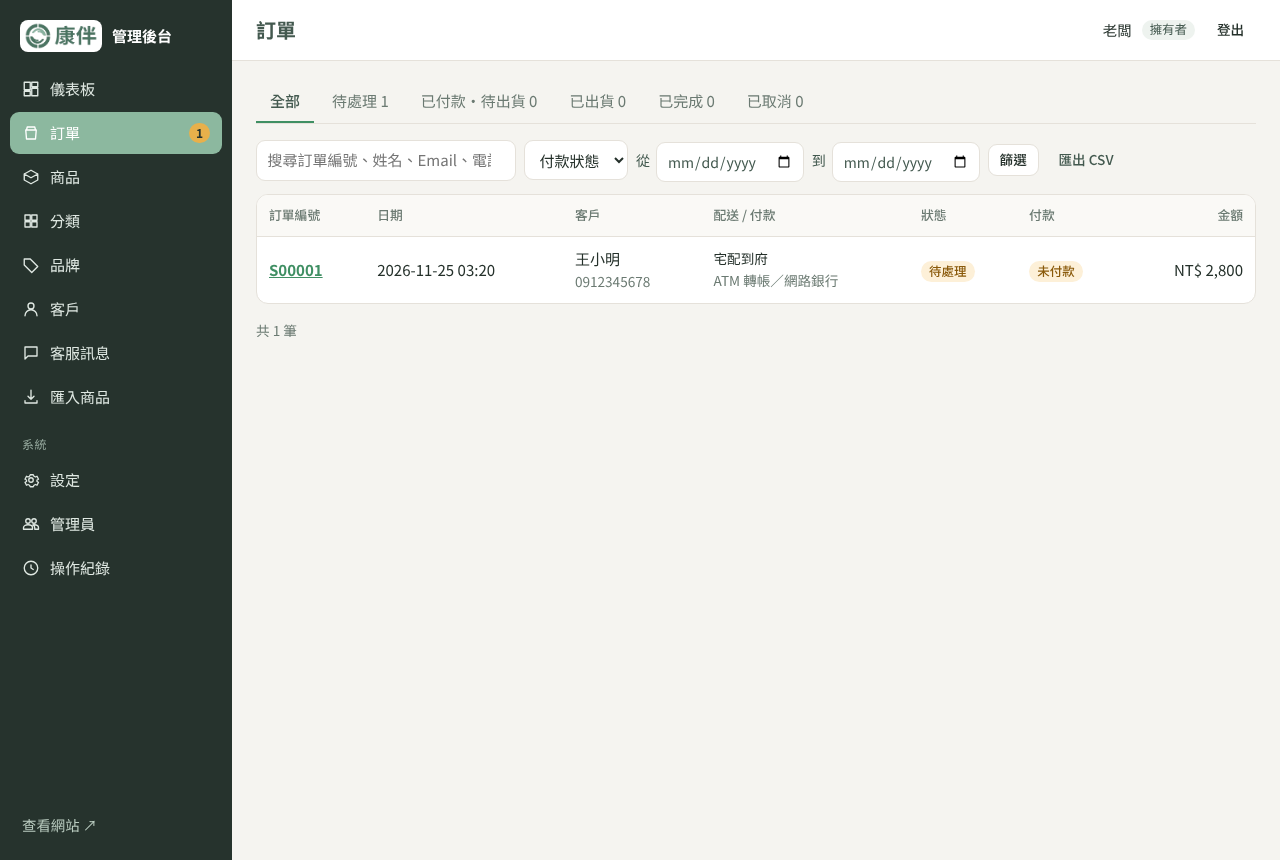 康伴 管理後台
儀表板
訂單 1
商品
分類
品牌
客戶
客服訊息
匯入商品
系統
設定
管理員
操作紀錄
查看網站 ↗
訂單
老闆 擁有者 登出
全部 待處理 1 已付款・待出貨 0 已出貨 0 已完成 0 已取消 0
搜尋訂單編號、姓名、Email、電 付款狀態 從 mm/dd/yyyy 到 mm/dd/yyyy 篩選 匯出 CSV
訂單編號 日期 客戶 配送 / 付款 狀態 付款 金額
S00001 2026-11-25 03:20 王小明 宅配到府 待處理 未付款 NT$ 2,800
0912345678 ATM 轉帳／網路銀行
共 1 筆